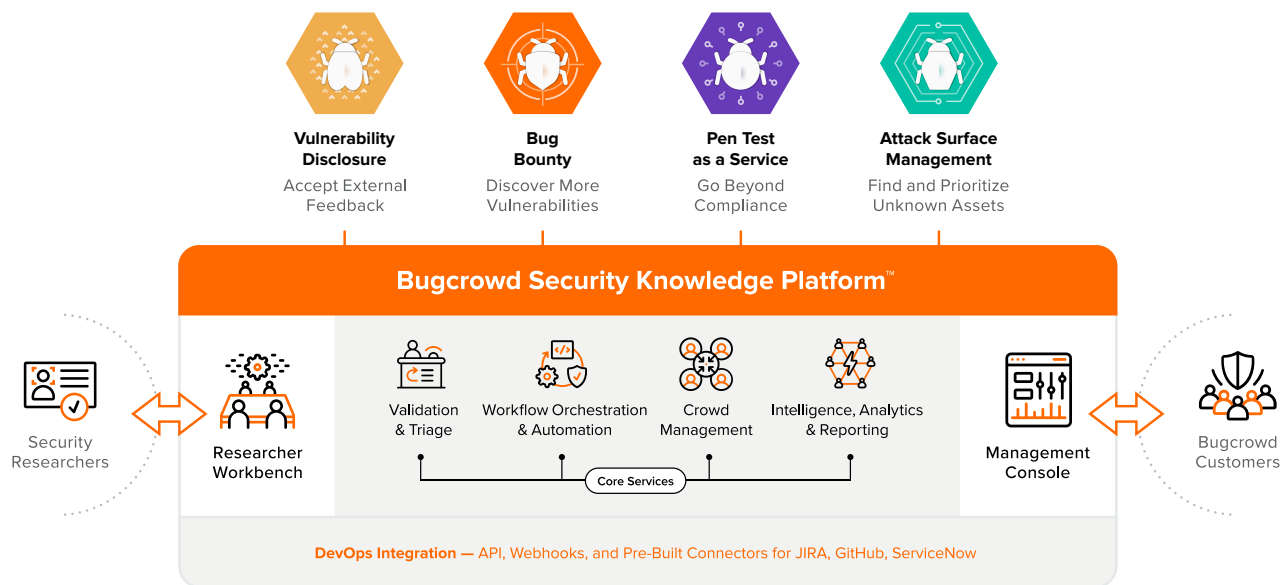 Vulnerability
Disclosure
Accept External
Feedback
Bug
Bounty
Discover More
Vulnerabilities
Pen Test
as a Service
Go Beyond
Compliance
Attack Surface
Management
Find and Prioritize
Unknown Assets
Bugcrowd Security Knowledge Platform™
Security
Researchers
Researcher
Workbench
</>
Validation
& Triage
Workflow Orchestration
& Automation
Crowd
Management
Intelligence, Analytics
& Reporting
Core Services
Management
Console
Bugcrowd
Customers
DevOps Integration — API, Webhooks, and Pre-Built Connectors for JIRA, GitHub, ServiceNow